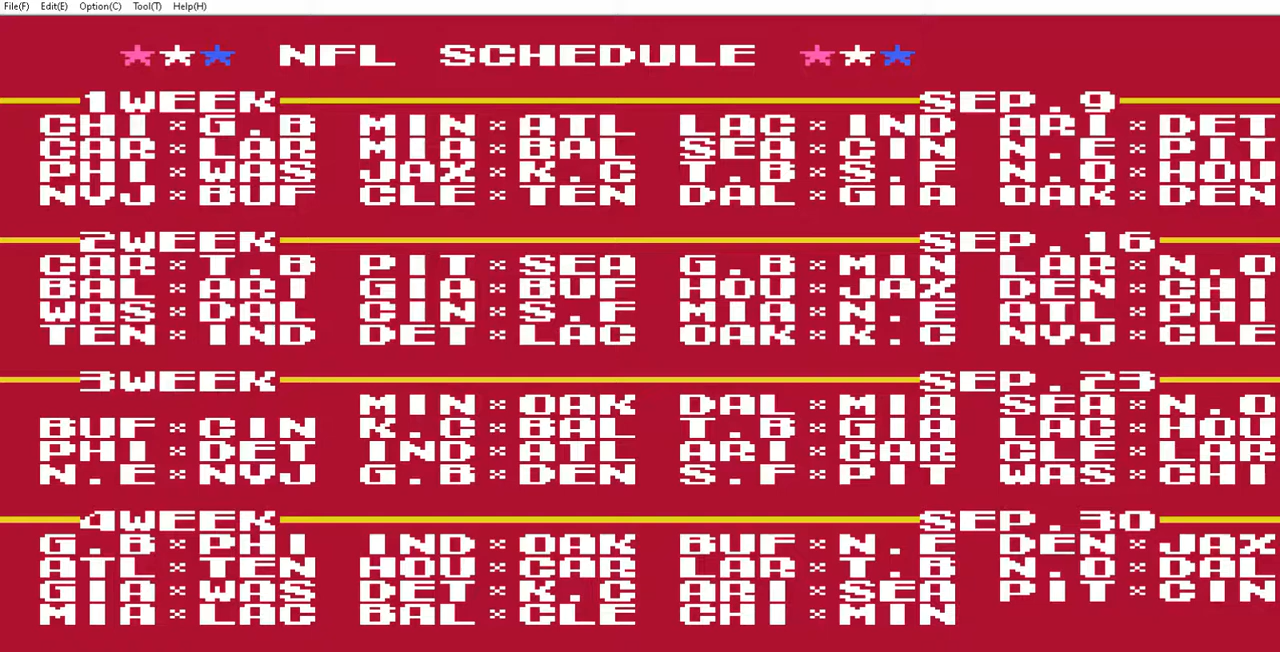 File(F) Edit(E) Option(C) Tool(T) Help(H)
NFL SCHEDULE
1WEEK SEP.9
CHI×G.B MIN×ATL LAC×IND ARI×DET
CAR×LAR MIA×BAL SEA×CIN N.E×PIT
PHI×WAS JAX×K.C T.B×S.F N.O×HOU
NYJ×BUF CLE×TEN DAL×GIA OAK×DEN
2WEEK SEP.16
CAR×T.B PIT×SEA G.B×MIN LAR×N.O
BAL×ARI GIA×BUF HOU×JAX DEN×CHI
WAS×DAL CIN×S.F MIA×N.E ATL×PHI
TEN×IND DET×LAC OAK×K.C NYJ×CLE
3WEEK SEP.23
MIN×OAK DAL×MIA SEA×N.O
BUF×CIN K.C×BAL T.B×GIA LAC×HOU
PHI×DET IND×ATL ARI×CAR CLE×LAR
N.E×NYJ G.B×DEN S.F×PIT WAS×CHI
4WEEK SEP.30
G.B×PHI IND×OAK BUF×N.E DEN×JAX
ATL×TEN HOU×CAR LAR×T.B N.O×DAL
GIA×WAS DET×K.C ARI×SEA PIT×CIN
MIA×LAC BAL×CLE CHI×MIN